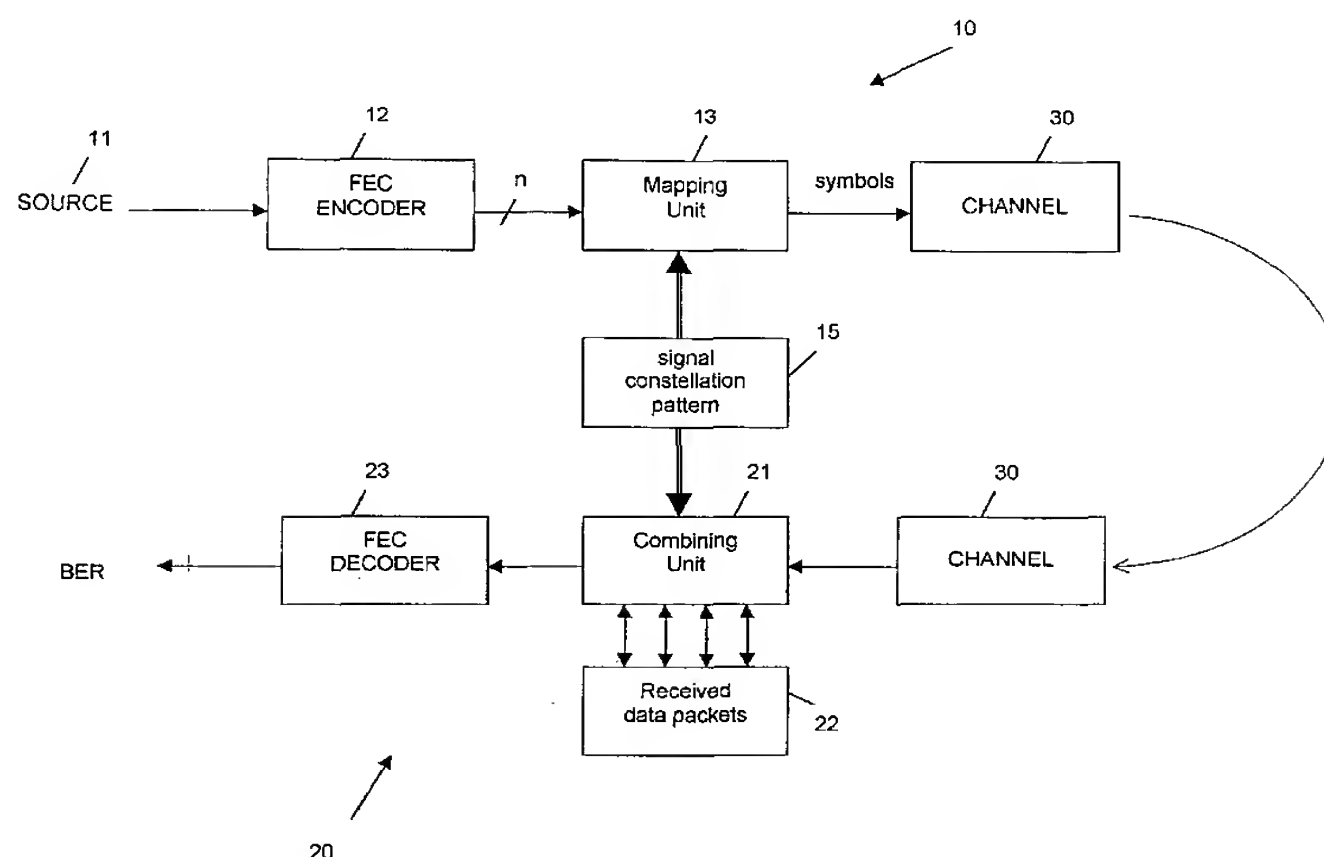 10
11
12
13
30
SOURCE
FEC
ENCODER
n
Mapping
Unit
symbols
CHANNEL
15
signal
constellation
pattern
23
21
30
BER
FEC
DECODER
Combining
Unit
CHANNEL
Received
data packets
22
20